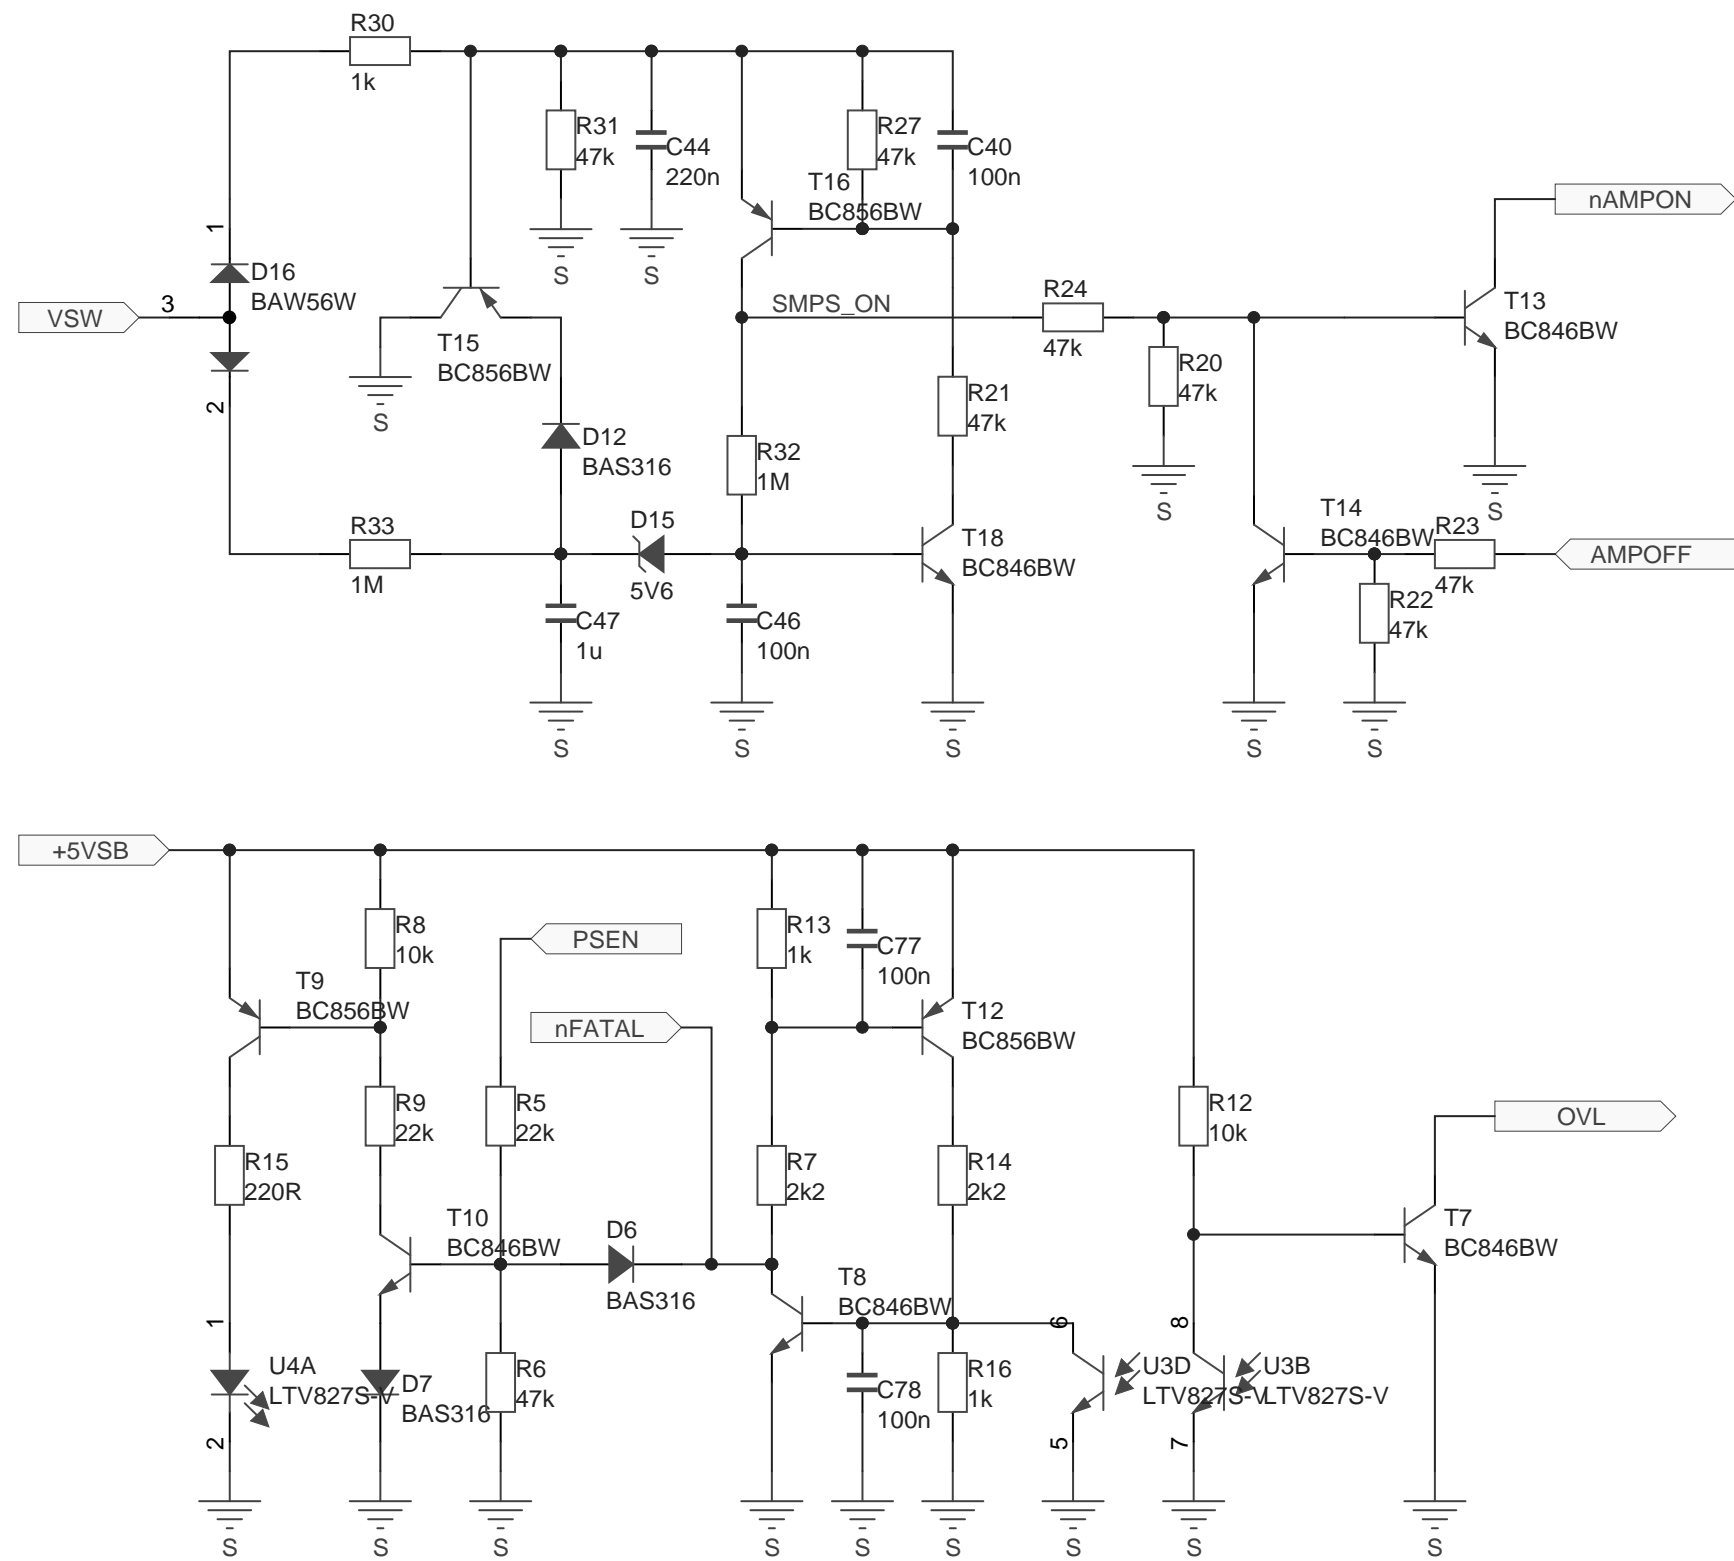 R30
1k
R31
47k
C44
220n
T16
BC856BW
R27
47k
C40
100n
nAMPON
1
D16
BAW56W
VSW
3
2
S
S
T15
BC856BW
S
SMPS_ON
R24
47k
T13
BC846BW
R20
47k
S
R21
47k
D12
BAS316
R32
1M
S
R33
1M
D15
5V6
T18
BC846BW
T14
BC846BW
R23
47k
AMPOFF
R22
47k
C47
1u
C46
100n
S
S
S
S
S
+5VSB
R8
10k
PSEN
R13
1k
C77
100n
T9
BC856BW
nFATAL
T12
BC856BW
R9
22k
R5
22k
R12
10k
OVL
R15
220R
R7
2k2
R14
2k2
T10
BC846BW
D6
BAS316
T7
BC846BW
T8
BC846BW
1
6
8
U4A
LTV827S-V
D7
BAS316
R6
47k
C78
100n
R16
1k
U3D
LTV827S-V
U3B
LTV827S-V
2
5
7
S
S
S
S
S
S
S
S
S